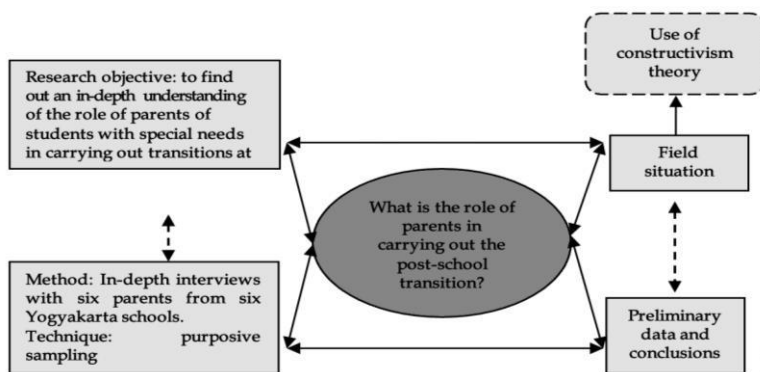 Use of
constructivism
theory
Research objective: to find
out an in-depth understanding
of the role of parents of
students with special needs
in carrying out transitions at
Field
situation
What is the role of
parents in
carrying out the
post-school
transition?
Method: In-depth interviews
with six parents from six
Yogyakarta schools.
Technique: purposive
sampling
Preliminary
data and
conclusions